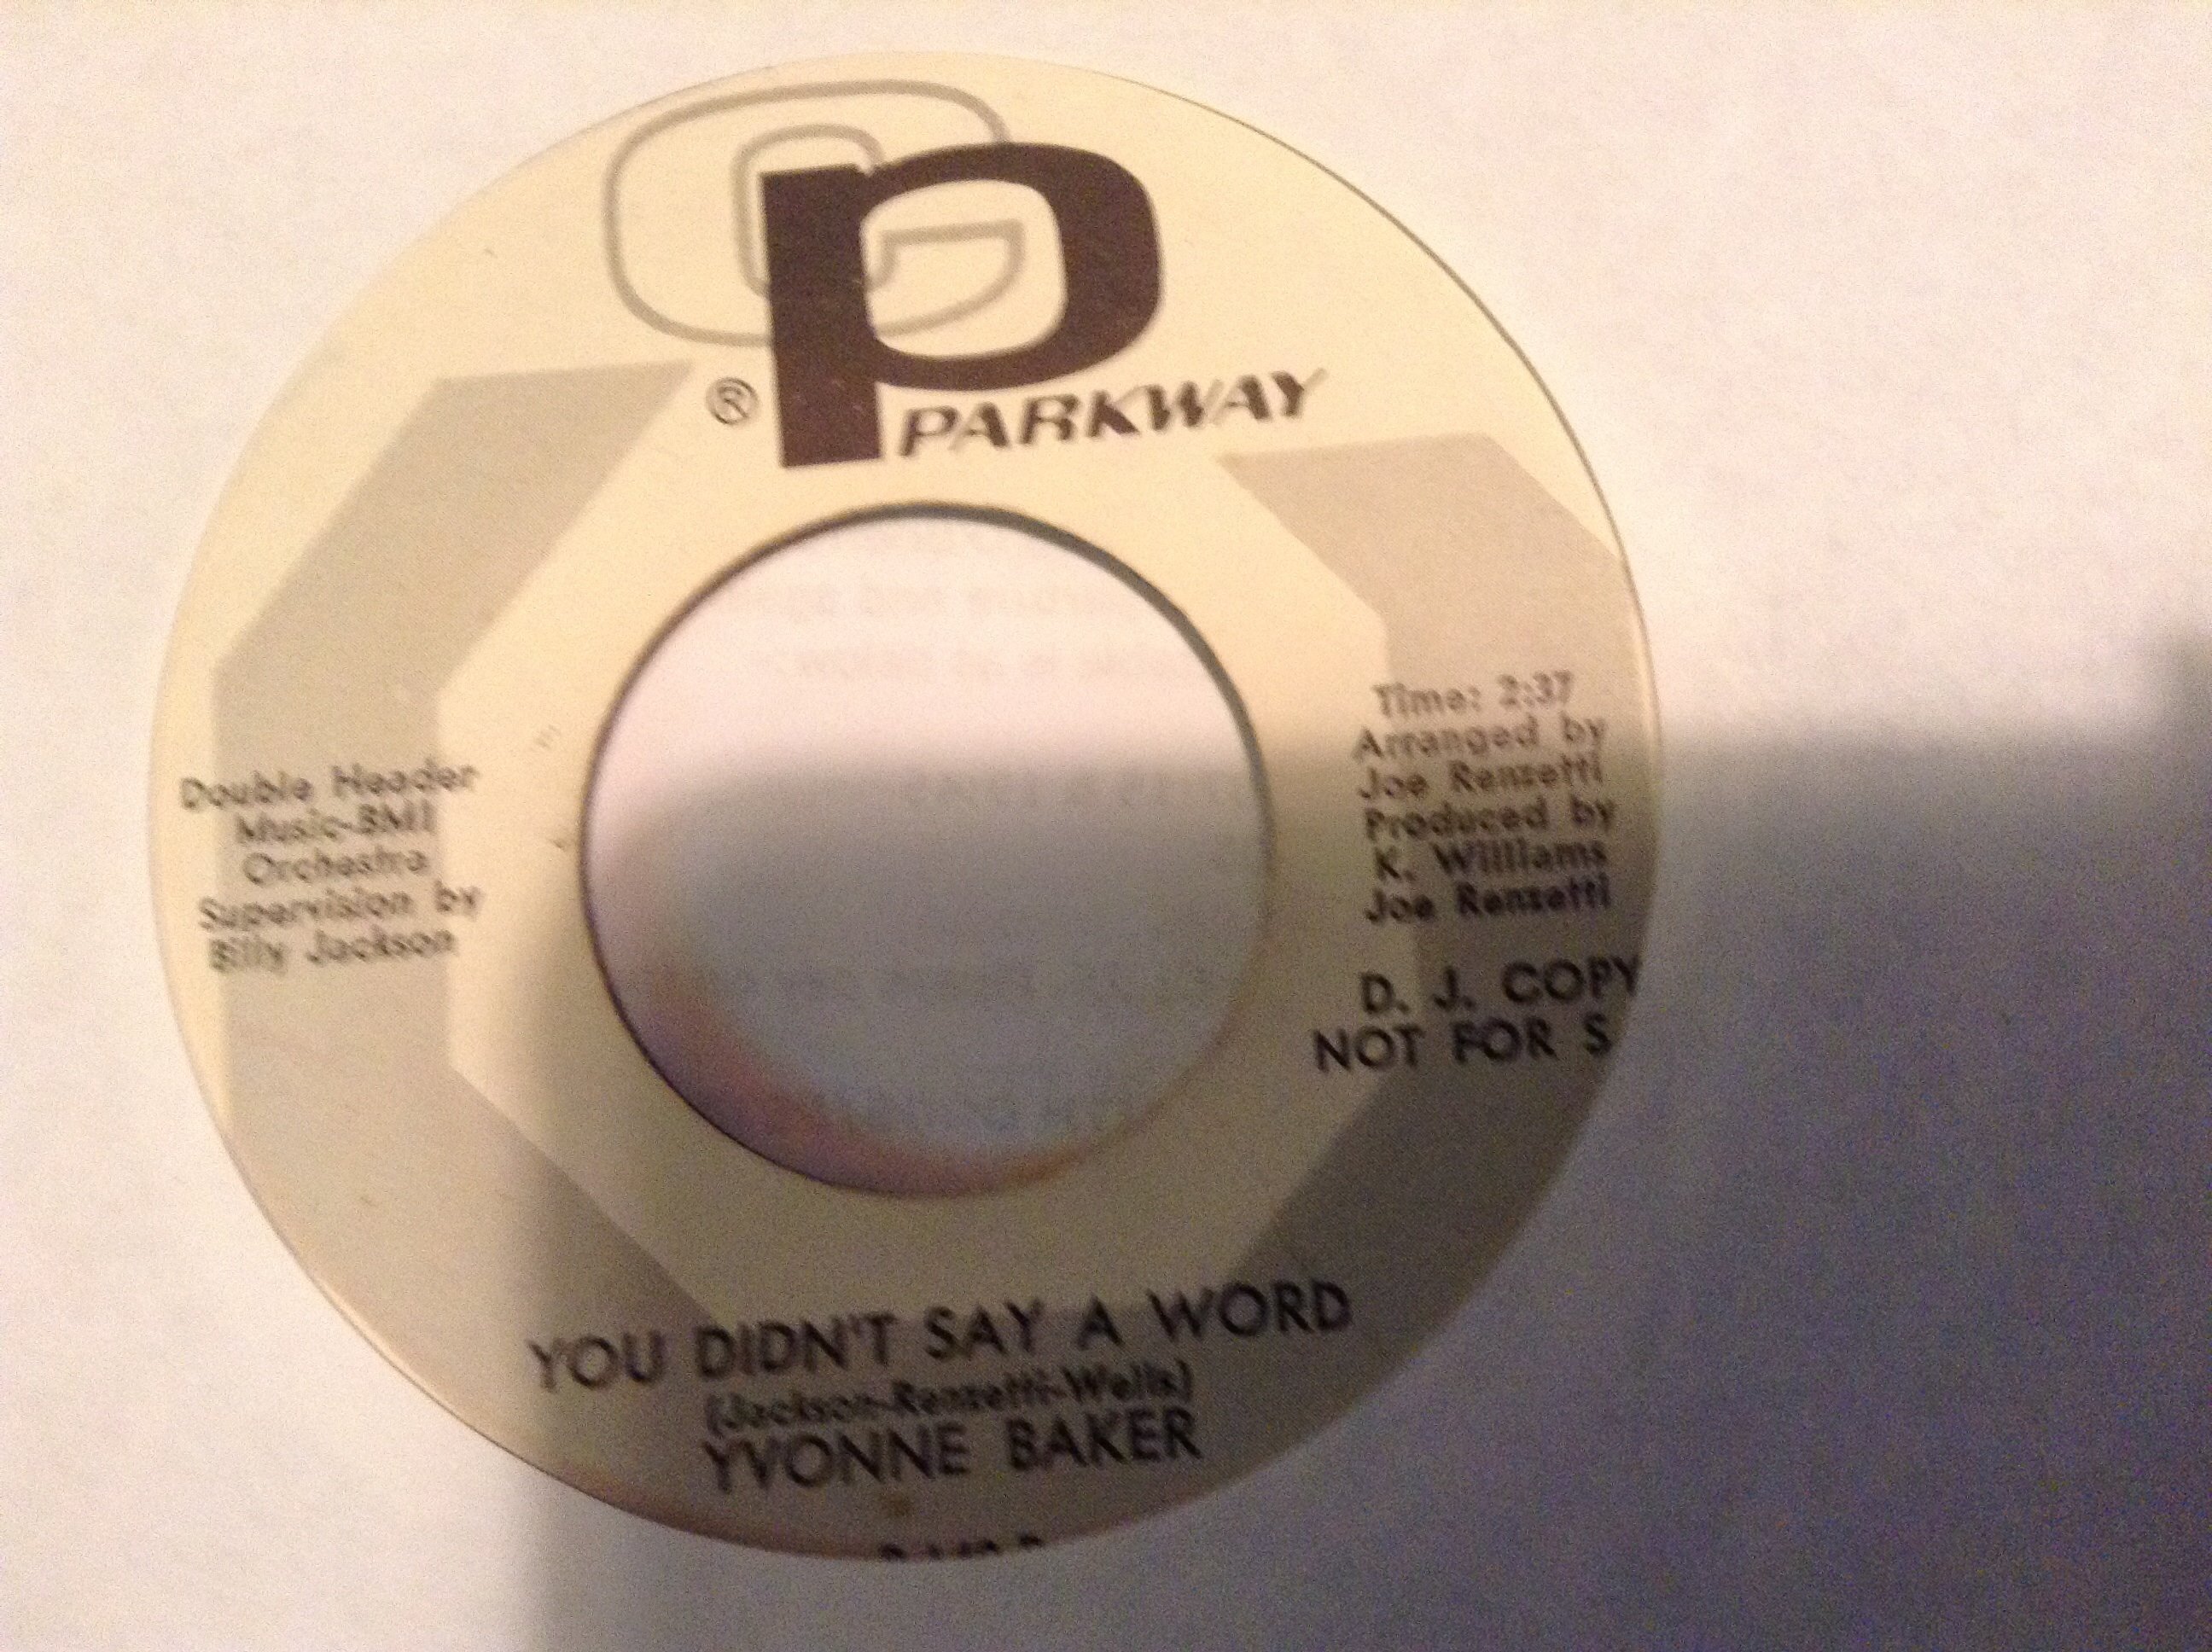 ®
PARKWAY
Double Header
Music-BMI
Orchestra
Supervision by
Billy Jackson
Time: 2:37
Arranged by
Joe Renzetti
Produced by
K. Williams
Joe Renzetti
D. J. COPY
NOT FOR S
YOU DIDN'T SAY A WORD
(Jackson-Renzetti-Wells)
YVONNE BAKER